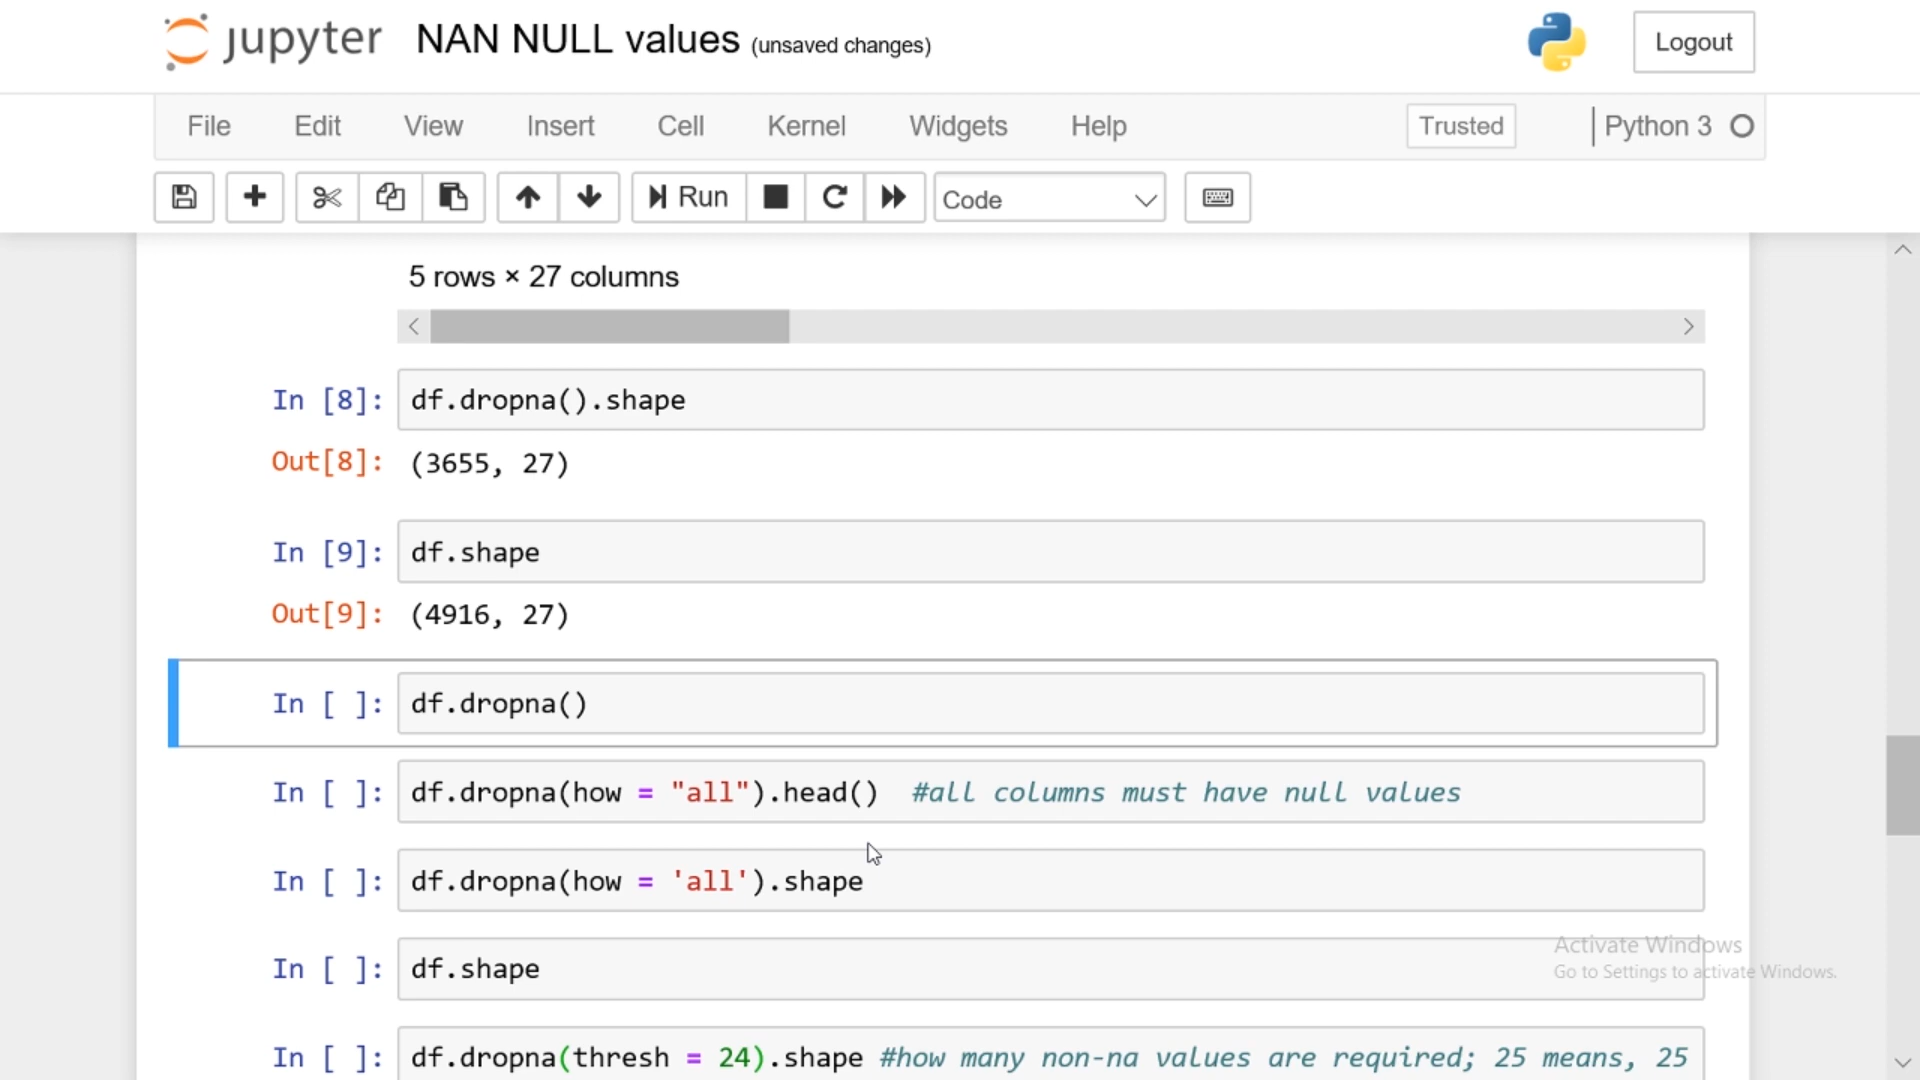 jupyter NAN NULL values (unsaved changes)
Logout
File Edit View Insert Cell Kernel Widgets Help Trusted Python 3
Run Code
5 rows × 27 columns
In [8]: df.dropna().shape
Out[8]: (3655, 27)
In [9]: df.shape
Out[9]: (4916, 27)
In [ ]: df.dropna()
In [ ]: df.dropna(how = "all").head()  #all columns must have null values
In [ ]: df.dropna(how = 'all').shape
Activate Windows
In [ ]: df.shape
Go to Settings to activate Windows.
In [ ]: df.dropna(thresh = 24).shape #how many non-na values are required; 25 means, 25